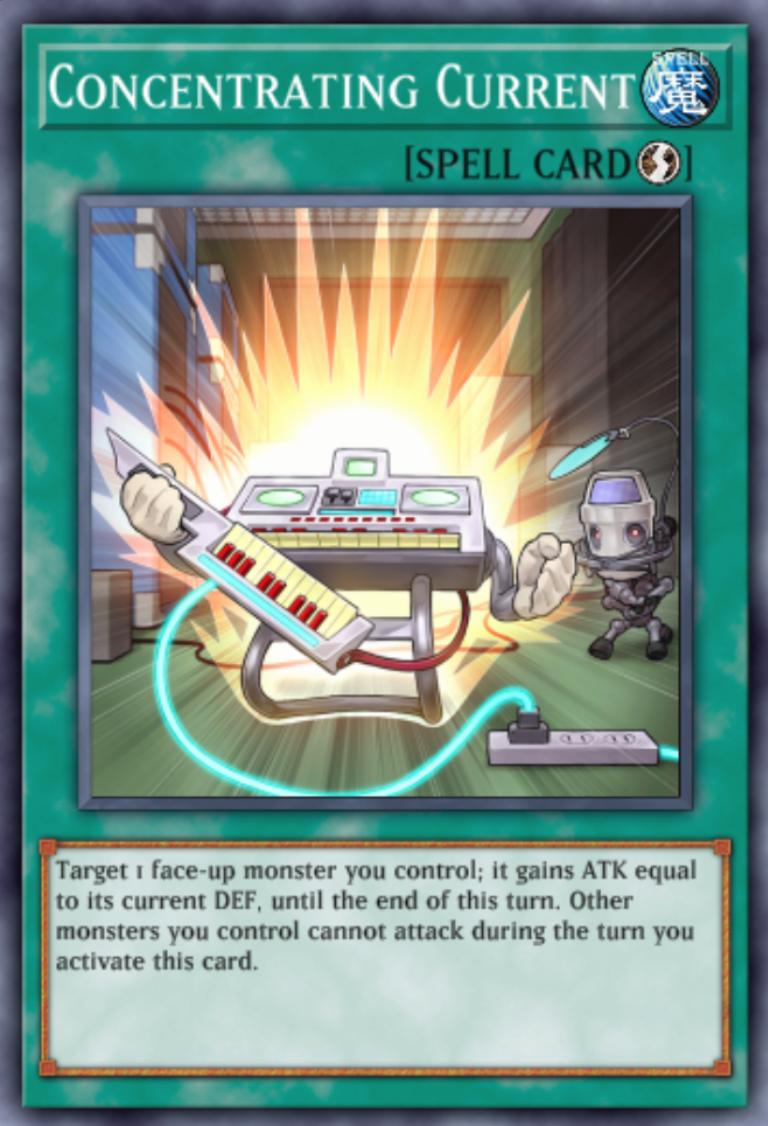 CONCENTRATING CURRENT
SPELL
魔
[SPELL CARD]
Target 1 face-up monster you control; it gains ATK equal
to its current DEF, until the end of this turn. Other
monsters you control cannot attack during the turn you
activate this card.